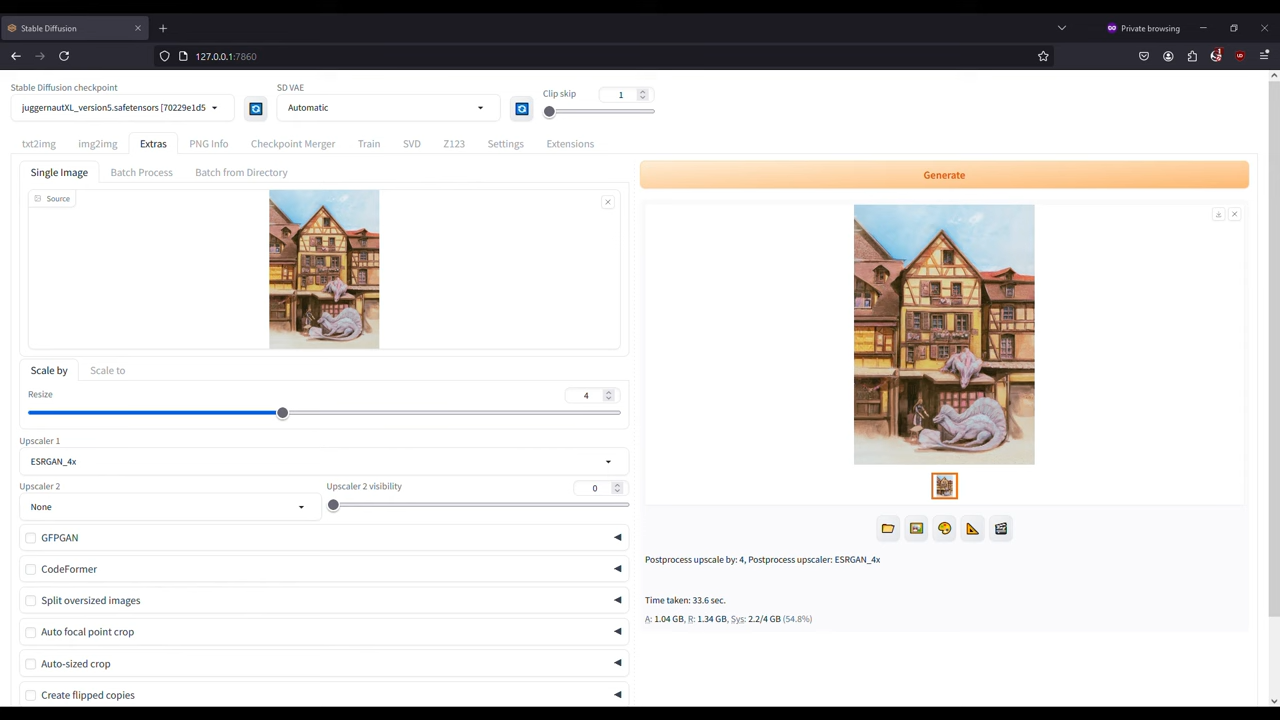 Stable Diffusion
Private browsing
127.0.0.1:7860
Stable Diffusion checkpoint
SD VAE
Clip skip
juggernautXL_version5.safetensors [70229e1d5
Automatic
1
txt2img
img2img
Extras
PNG Info
Checkpoint Merger
Train
SVD
Z123
Settings
Extensions
Single Image
Batch Process
Batch from Directory
Generate
Source
Scale by
Scale to
Resize
4
Upscaler 1
ESRGAN_4x
Upscaler 2
Upscaler 2 visibility
0
None
GFPGAN
CodeFormer
Split oversized images
Auto focal point crop
Auto-sized crop
Create flipped copies
Postprocess upscale by: 4, Postprocess upscaler: ESRGAN_4x
Time taken: 33.6 sec.
A: 1.04 GB, R: 1.34 GB, Sys: 2.2/4 GB (54.8%)